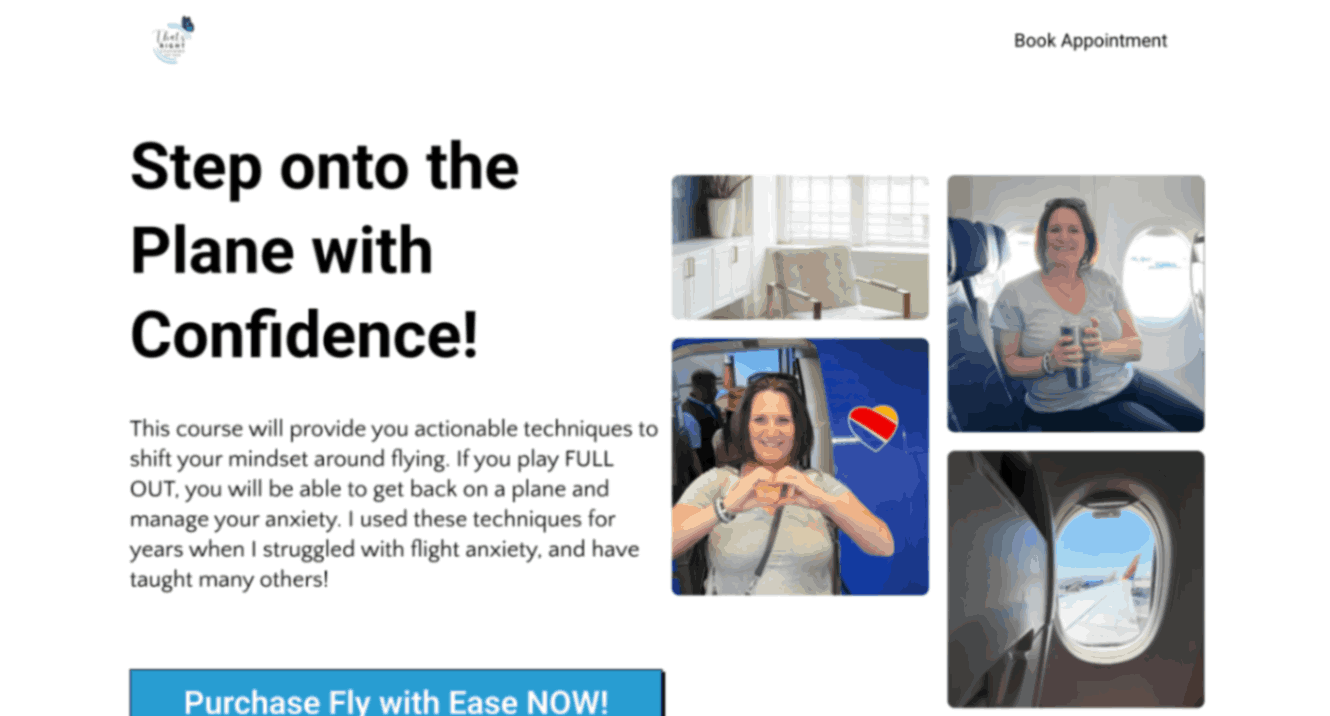 That's
RIGHT
Book Appointment
Step onto the
Plane with
Confidence!
This course will provide you actionable techniques to
shift your mindset around flying. If you play FULL
OUT, you will be able to get back on a plane and
manage your anxiety. I used these techniques for
years when I struggled with flight anxiety, and have
taught many others!
Purchase Fly with Ease NOW!